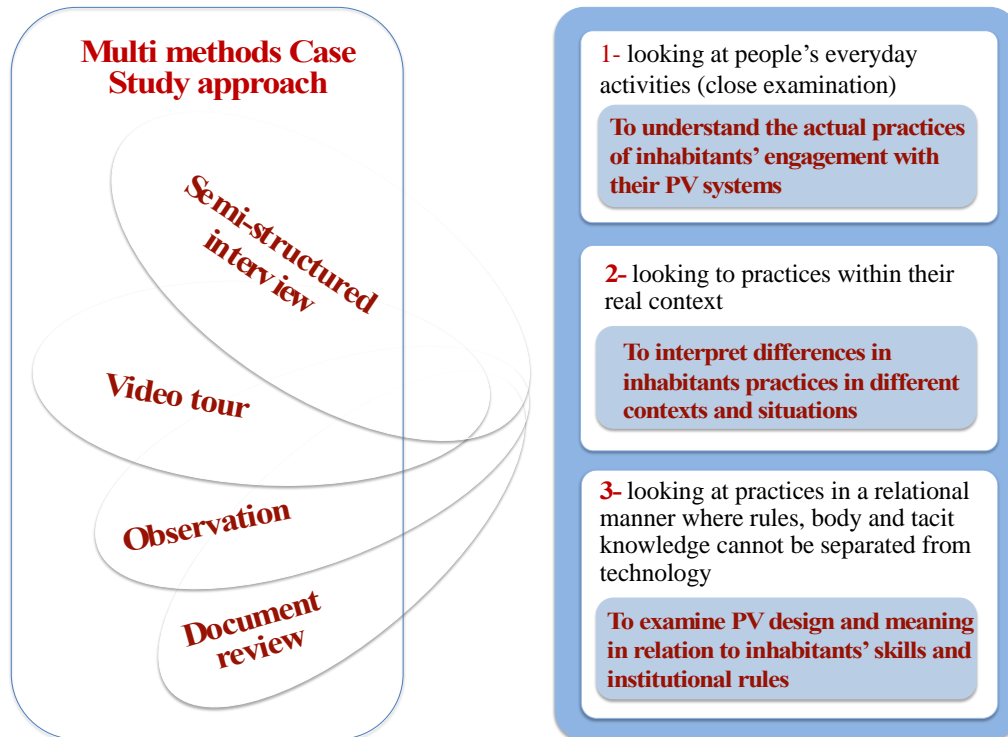 Multi methods Case
Study approach
Semi-structured
interview
Video tour
Observation
Document
review
1- looking at people’s everyday
activities (close examination)
To understand the actual practices
of inhabitants’ engagement with
their PV systems
2- looking to practices within their
real context
To interpret differences in
inhabitants practices in different
contexts and situations
3- looking at practices in a relational
manner where rules, body and tacit
knowledge cannot be separated from
technology
To examine PV design and meaning
in relation to inhabitants’ skills and
institutional rules